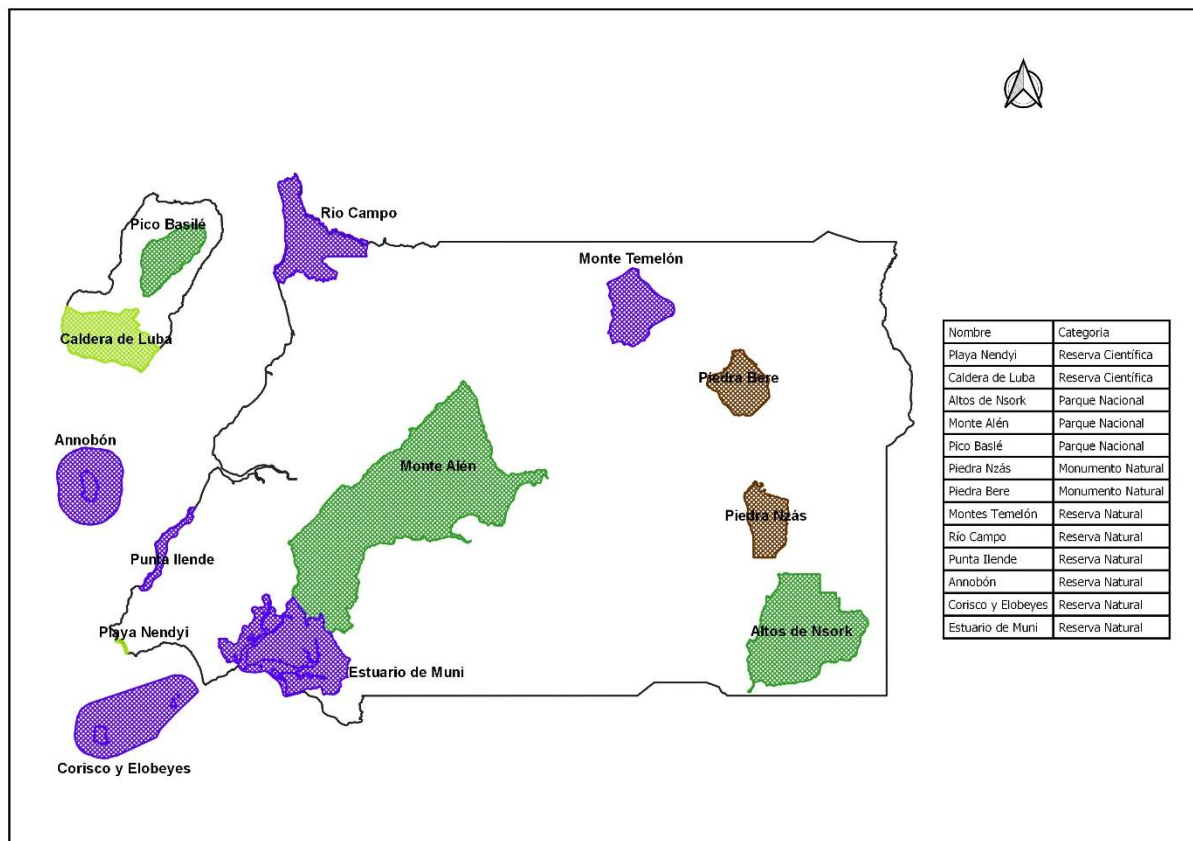 Pico Basilé
Río Campo
Monte Temelón
Caldera de Luba
Piedra Bere
Annobón
Monte Alén
Piedra Nzás
Punta Ilende
Playa Nendyi
Altos de Nsork
Estuario de Muni
Corisco y Elobeyes
Nombre Categoria
Playa Nendyi Reserva Científica
Caldera de Luba Reserva Científica
Altos de Nsork Parque Nacional
Monte Alén Parque Nacional
Pico Baslé Parque Nacional
Piedra Nzás Monumento Natural
Piedra Bere Monumento Natural
Montes Temelón Reserva Natural
Río Campo Reserva Natural
Punta Ilende Reserva Natural
Annobón Reserva Natural
Corisco y Elobeyes Reserva Natural
Estuario de Muni Reserva Natural